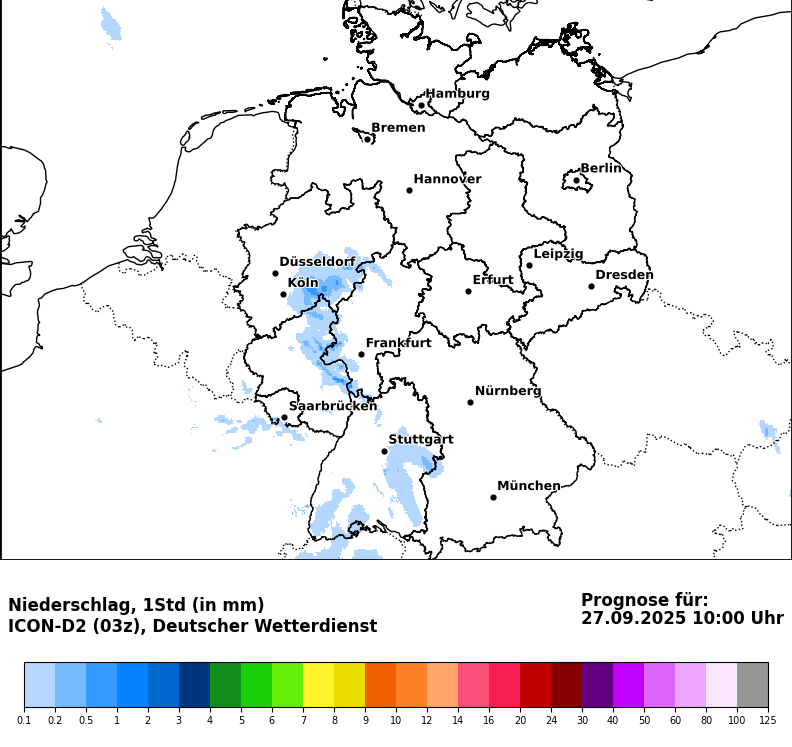 Hamburg
Bremen
Berlin
Hannover
Leipzig
Düsseldorf
Dresden
Köln
Erfurt
Frankfurt
Nürnberg
Saarbrücken
Stuttgart
München
Niederschlag, 1Std (in mm)
ICON-D2 (03z), Deutscher Wetterdienst
Prognose für:
27.09.2025 10:00 Uhr
0.1 0.2 0.5 1 2 3 4 5 6 7 8 9 10 12 14 16 20 24 30 40 50 60 80 100 125